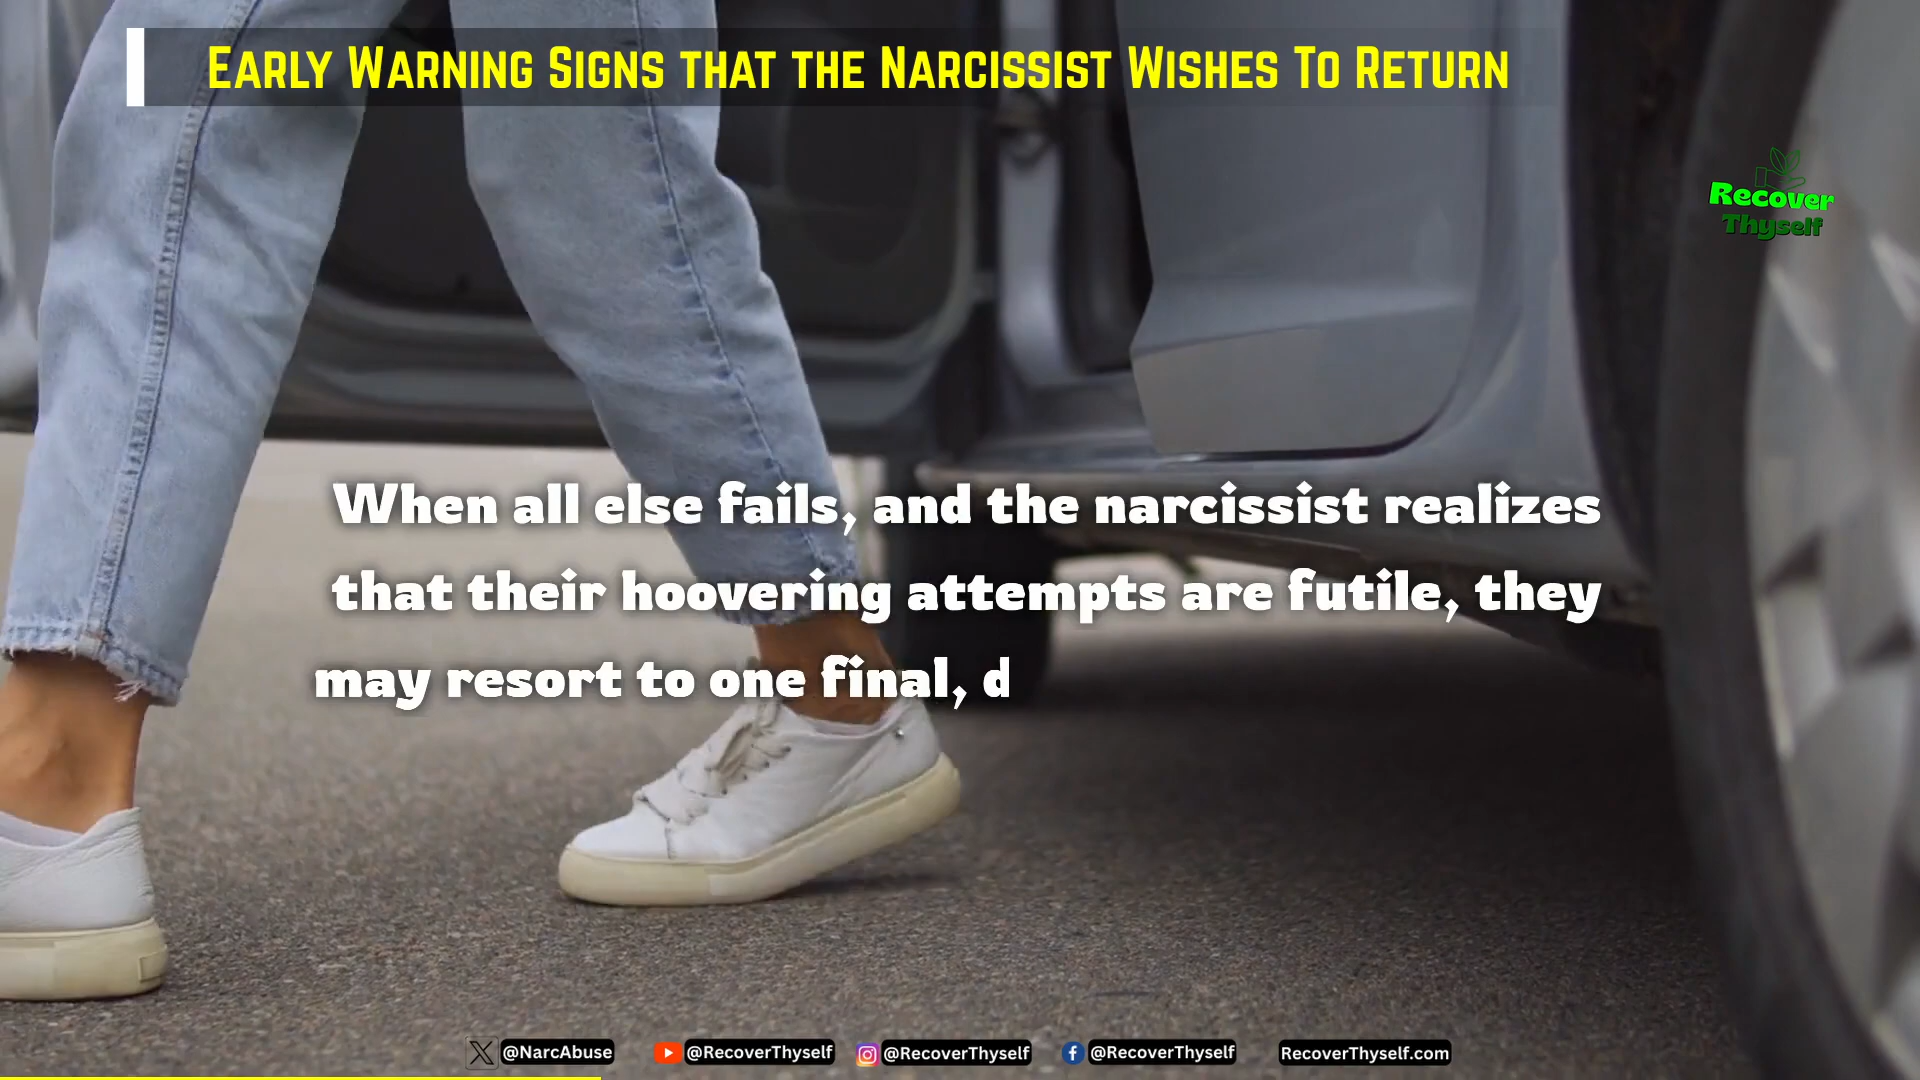 Early Warning Signs that the Narcissist Wishes To Return
Recover
Thyself
When all else fails, and the narcissist realizes
that their hoovering attempts are futile, they
may resort to one final, d
@NarcAbuse
@RecoverThyself
@RecoverThyself
@RecoverThyself
RecoverThyself.com